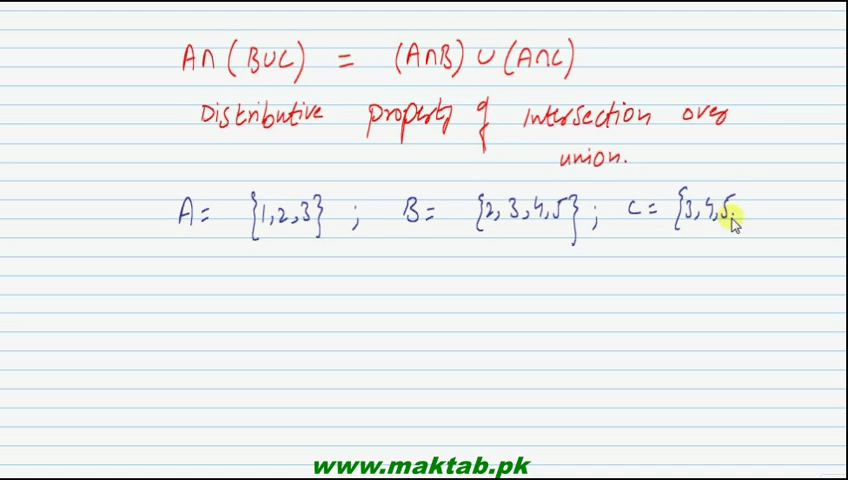 A∩(B∪C) = (A∩B)∪(A∩C)
Distributive property of Intersection over
union.
A= {1,2,3} ; B= {2,3,4,5} ; C= {3,4,5
www.maktab.pk